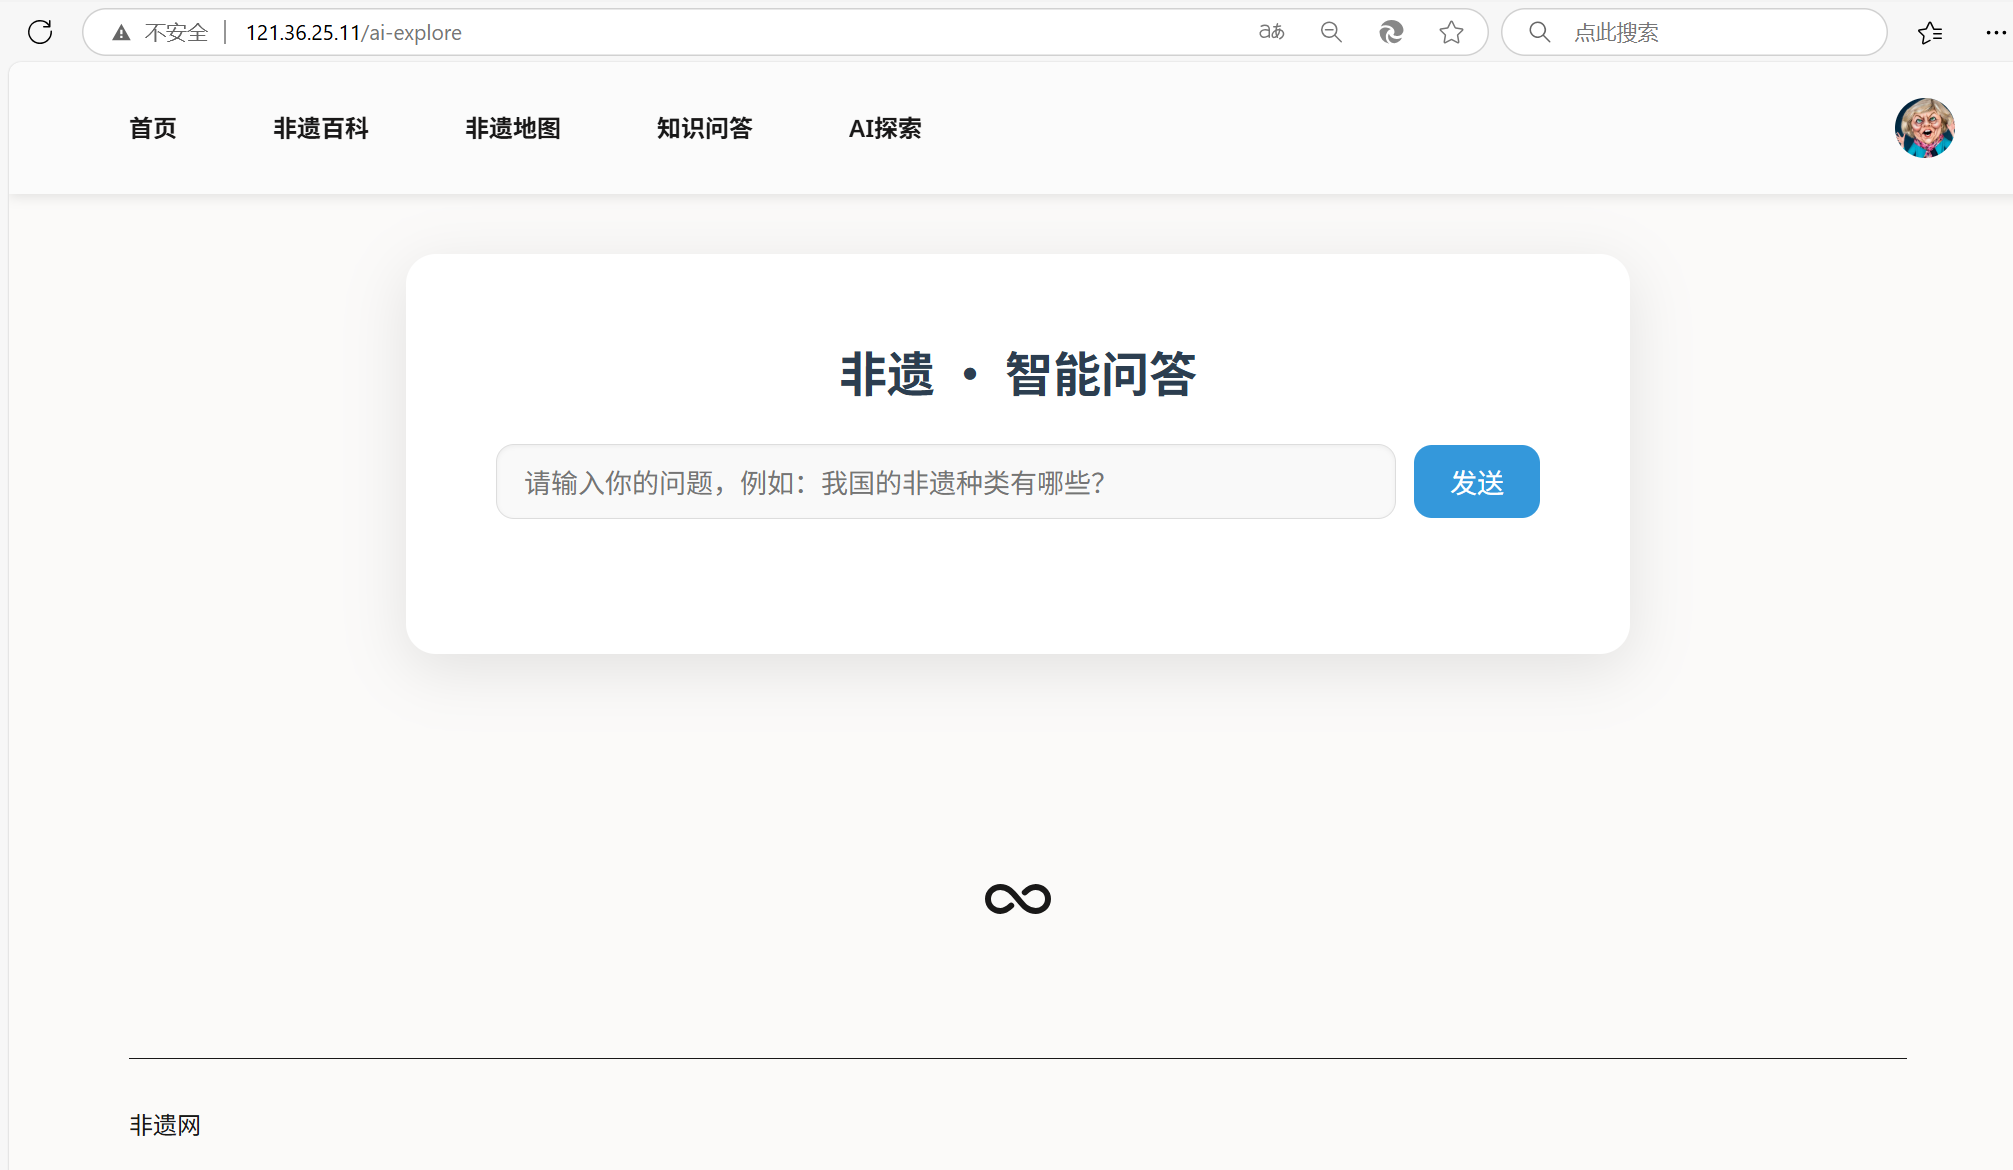 不安全 121.36.25.11/ai-explore aあ 点此搜索
首页 非遗百科 非遗地图 知识问答 AI探索
非遗 · 智能问答
请输入你的问题，例如：我国的非遗种类有哪些？ 发送
非遗网